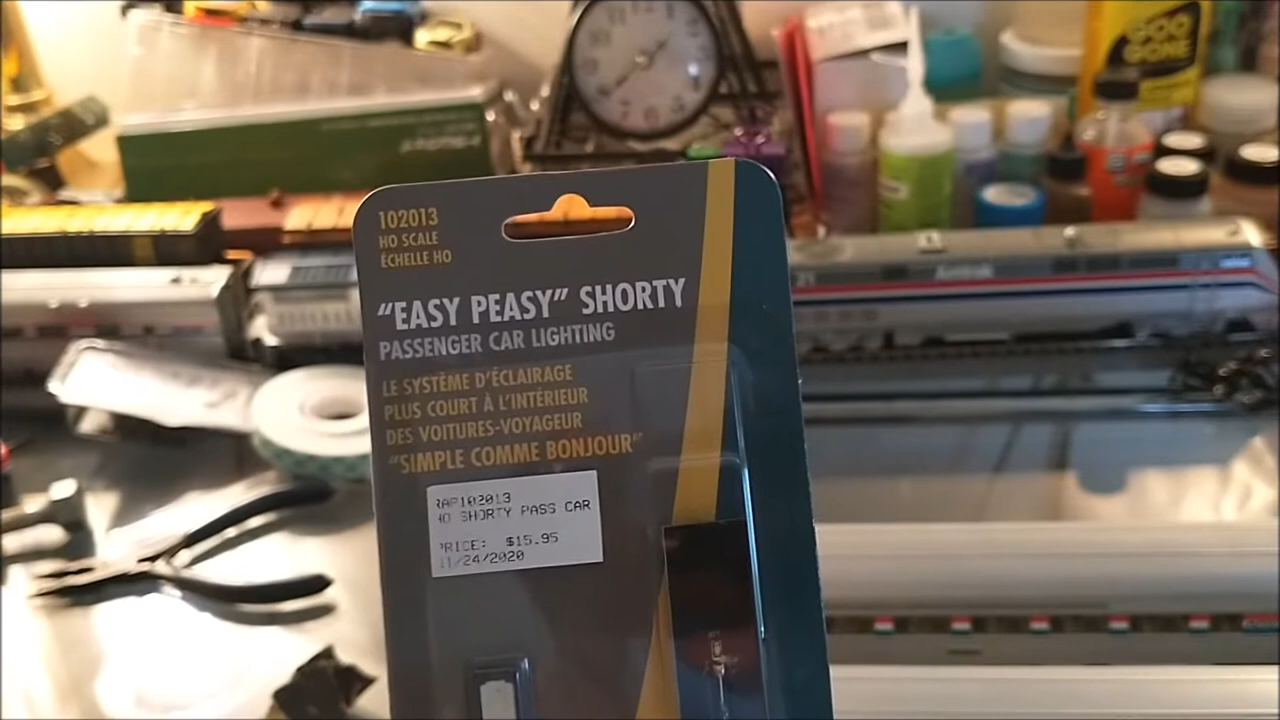 GOO
GONE
102013
HO SCALE
ÉCHELLE HO
"EASY PEASY" SHORTY
PASSENGER CAR LIGHTING
LE SYSTÈME D'ÉCLAIRAGE
PLUS COURT À L'INTÉRIEUR
DES VOITURES-VOYAGEUR
"SIMPLE COMME BONJOUR"
RAP102013
HO SHORTY PASS CAR
PRICE: $15.95
11/24/2020
Amtrak